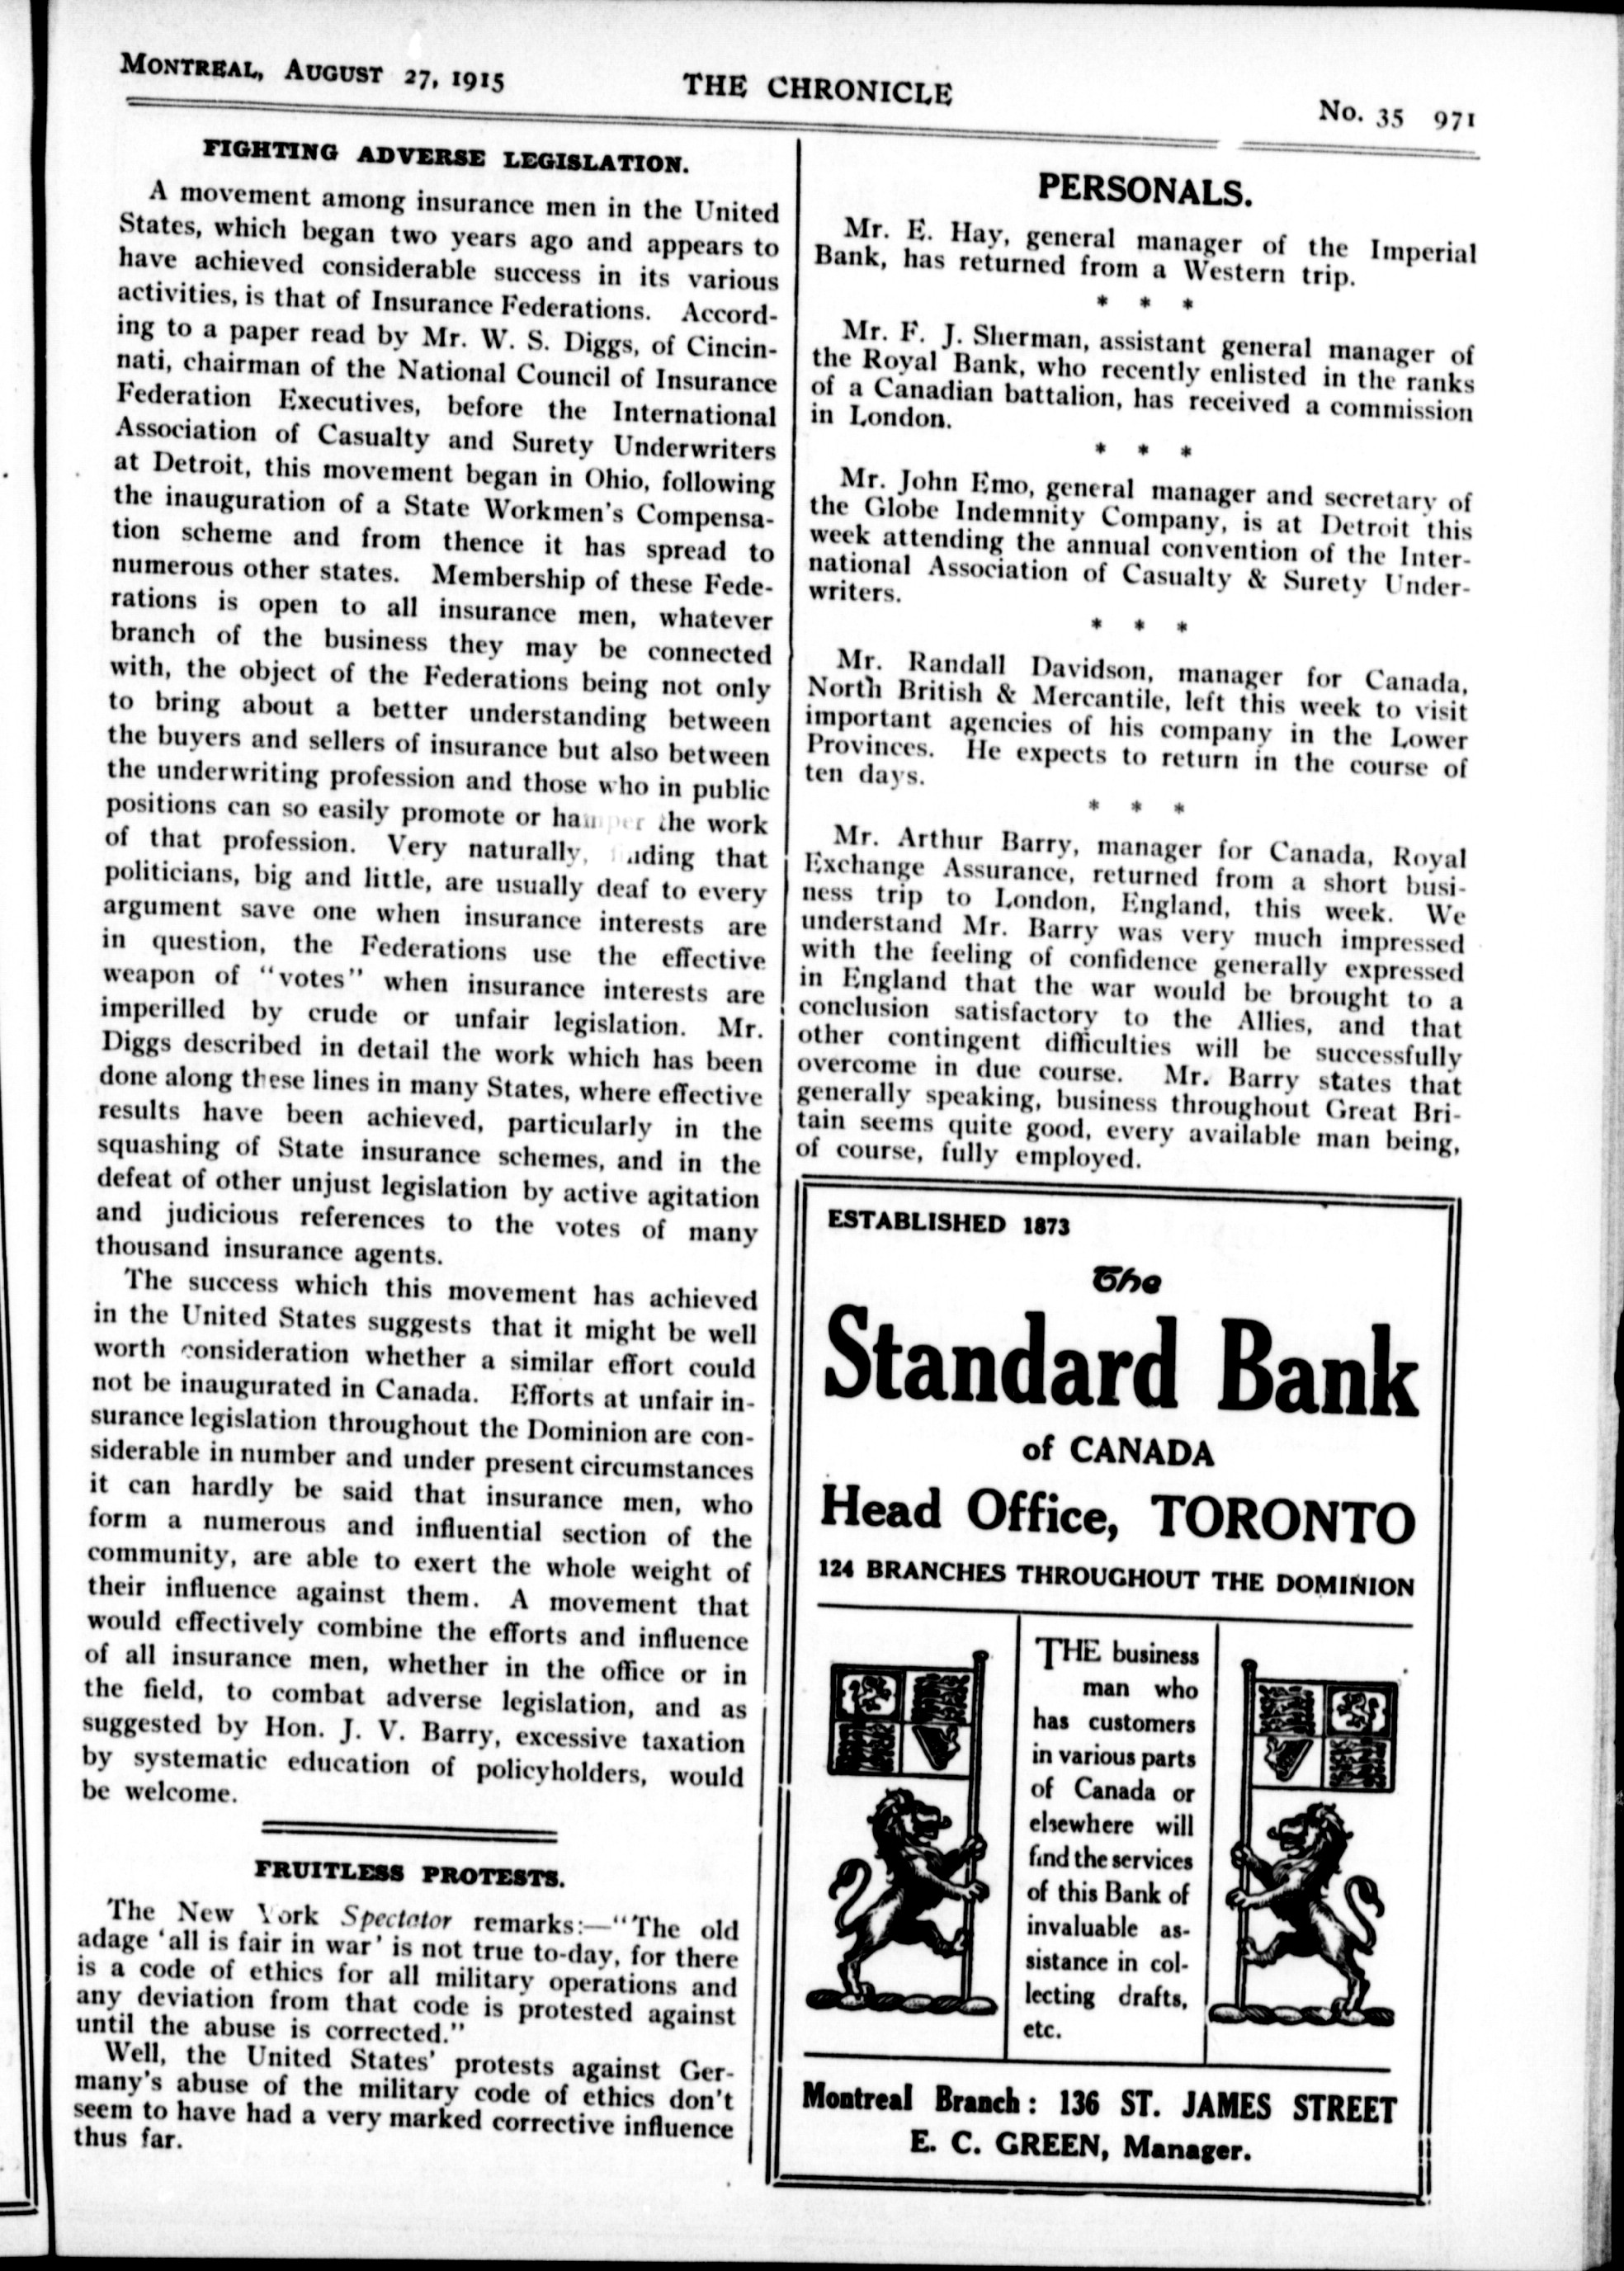 MONTREAL, AUGUST 27, 1915 THE CHRONICLE No. 35 971
FIGHTING ADVERSE LEGISLATION.
A movement among insurance men in the United
States, which began two years ago and appears to
have achieved considerable success in its various
activities, is that of Insurance Federations. Accord-
ing to a paper read by Mr. W. S. Diggs, of Cincin-
nati, chairman of the National Council of Insurance
Federation Executives, before the International
Association of Casualty and Surety Underwriters
at Detroit, this movement began in Ohio, following
the inauguration of a State Workmen's Compensa-
tion scheme and from thence it has spread to
numerous other states. Membership of these Fede-
rations is open to all insurance men, whatever
branch of the business they may be connected
with, the object of the Federations being not only
to bring about a better understanding between
the buyers and sellers of insurance but also between
the underwriting profession and those who in public
positions can so easily promote or hamper the work
of that profession. Very naturally, finding that
politicians, big and little, are usually deaf to every
argument save one when insurance interests are
in question, the Federations use the effective
weapon of "votes" when insurance interests are
imperilled by crude or unfair legislation. Mr.
Diggs described in detail the work which has been
done along these lines in many States, where effective
results have been achieved, particularly in the
squashing of State insurance schemes, and in the
defeat of other unjust legislation by active agitation
and judicious references to the votes of many
thousand insurance agents.
The success which this movement has achieved
in the United States suggests that it might be well
worth consideration whether a similar effort could
not be inaugurated in Canada. Efforts at unfair in-
surance legislation throughout the Dominion are con-
siderable in number and under present circumstances
it can hardly be said that insurance men, who
form a numerous and influential section of the
community, are able to exert the whole weight of
their influence against them. A movement that
would effectively combine the efforts and influence
of all insurance men, whether in the office or in
the field, to combat adverse legislation, and as
suggested by Hon. J. V. Barry, excessive taxation
by systematic education of policyholders, would
be welcome.
FRUITLESS PROTESTS.
The New York Spectator remarks:—"The old
adage 'all is fair in war' is not true to-day, for there
is a code of ethics for all military operations and
any deviation from that code is protested against
until the abuse is corrected."
Well, the United States' protests against Ger-
many's abuse of the military code of ethics don't
seem to have had a very marked corrective influence
thus far.
PERSONALS.
Mr. E. Hay, general manager of the Imperial
Bank, has returned from a Western trip.
* * *
Mr. F. J. Sherman, assistant general manager of
the Royal Bank, who recently enlisted in the ranks
of a Canadian battalion, has received a commission
in London.
* * *
Mr. John Emo, general manager and secretary of
the Globe Indemnity Company, is at Detroit this
week attending the annual convention of the Inter-
national Association of Casualty & Surety Under-
writers.
* * *
Mr. Randall Davidson, manager for Canada,
North British & Mercantile, left this week to visit
important agencies of his company in the Lower
Provinces. He expects to return in the course of
ten days.
* * *
Mr. Arthur Barry, manager for Canada, Royal
Exchange Assurance, returned from a short busi-
ness trip to London, England, this week. We
understand Mr. Barry was very much impressed
with the feeling of confidence generally expressed
in England that the war would be brought to a
conclusion satisfactory to the Allies, and that
other contingent difficulties will be successfully
overcome in due course. Mr. Barry states that
generally speaking, business throughout Great Bri-
tain seems quite good, every available man being,
of course, fully employed.
ESTABLISHED 1873
The
Standard Bank
of CANADA
Head Office, TORONTO
124 BRANCHES THROUGHOUT THE DOMINION
THE business
man who
has customers
in various parts
of Canada or
elsewhere will
find the services
of this Bank of
invaluable as-
sistance in col-
lecting drafts,
etc.
Montreal Branch: 136 ST. JAMES STREET
E. C. GREEN, Manager.